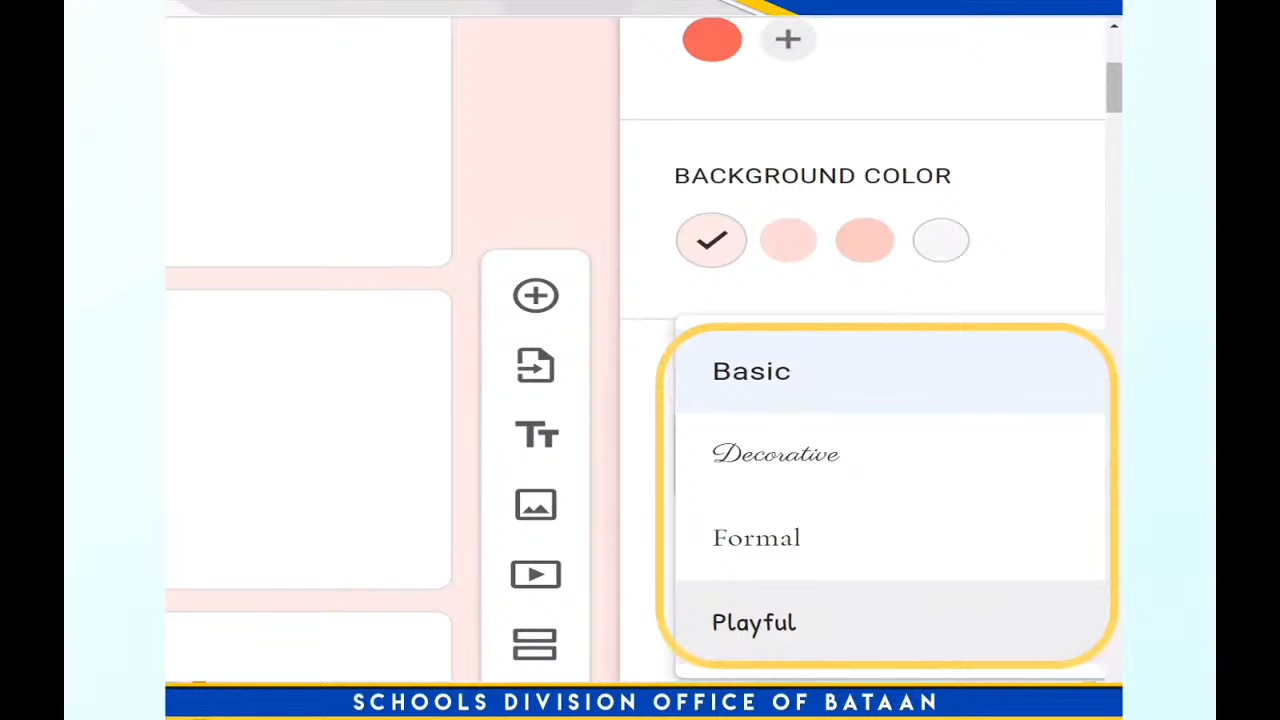 BACKGROUND COLOR
Basic
Decorative
Formal
Playful
SCHOOLS DIVISION OFFICE OF BATAAN